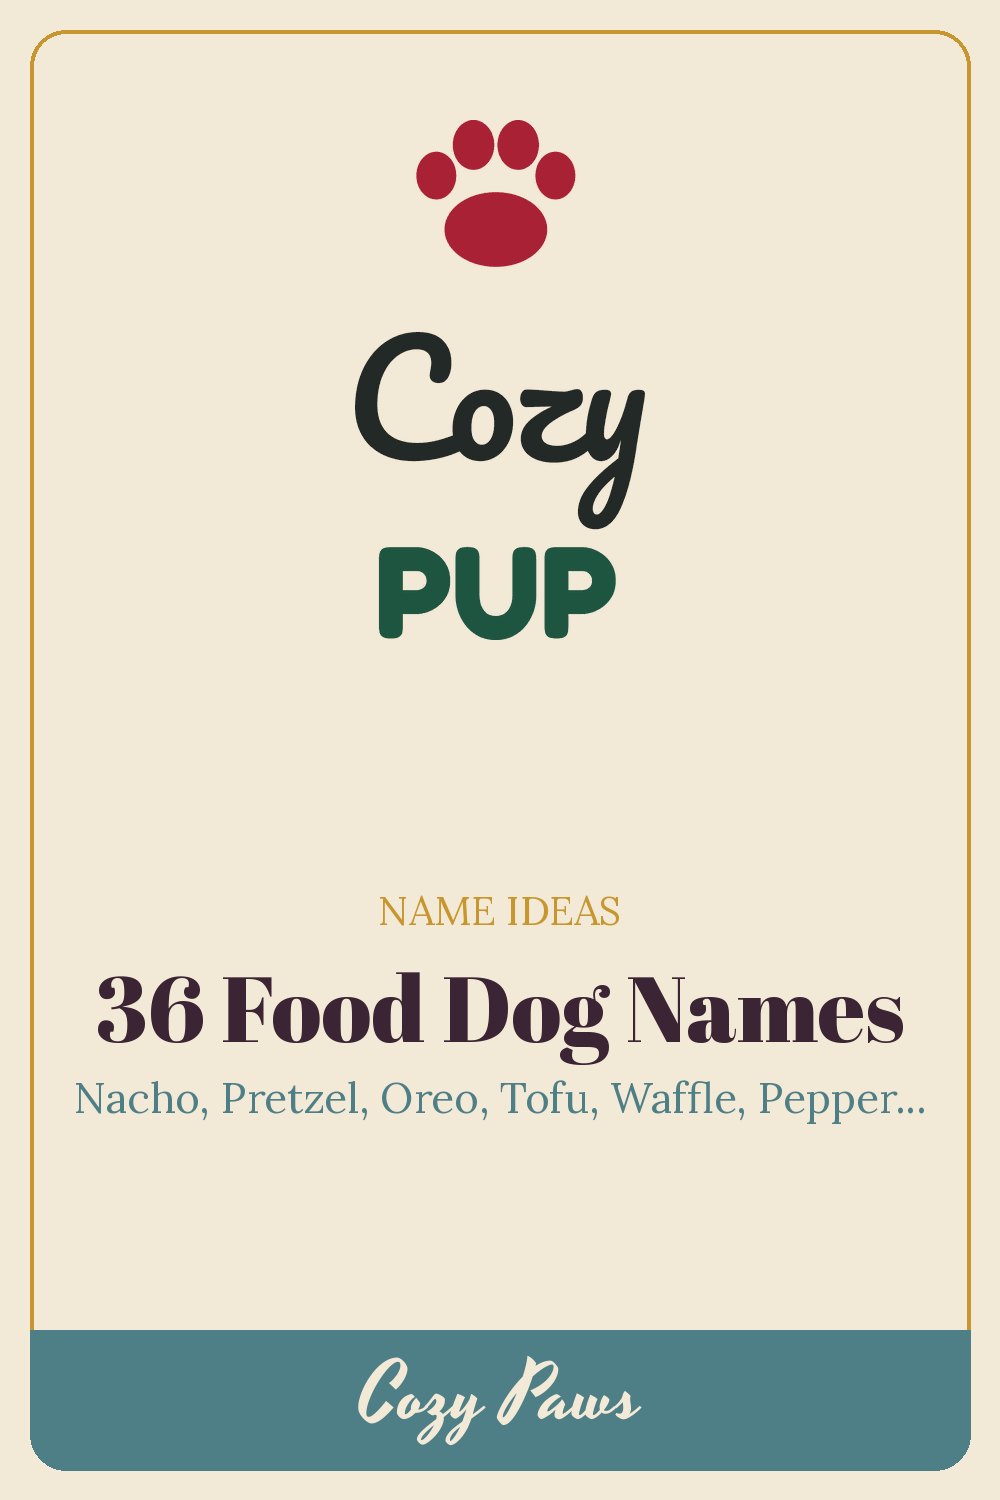 Cozy
PUP
NAME IDEAS
36 Food Dog Names
Nacho, Pretzel, Oreo, Tofu, Waffle, Pepper...
Cozy Paws